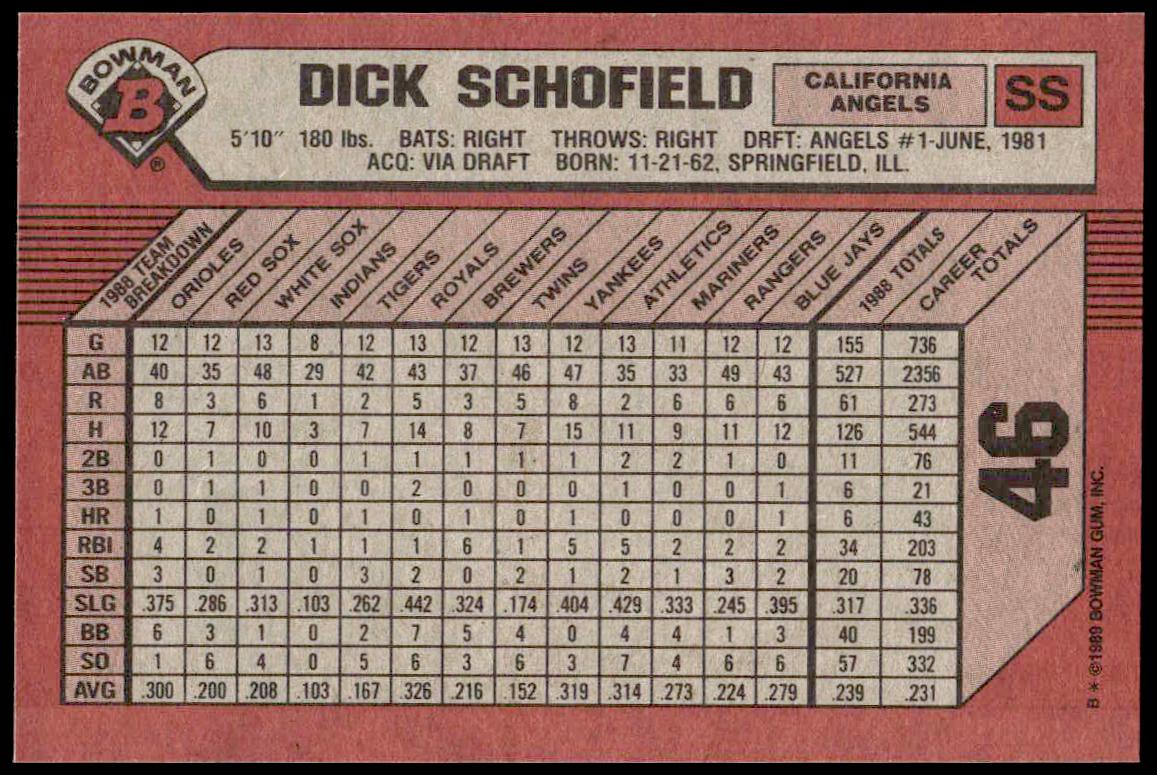 BOWMAN
B
®
DICK SCHOFIELD
CALIFORNIA
ANGELS
SS
5'10" 180 lbs. BATS: RIGHT THROWS: RIGHT DRFT: ANGELS #1-JUNE, 1981
ACQ: VIA DRAFT BORN: 11-21-62, SPRINGFIELD, ILL.
1988 TEAM
BREAKDOWN
ORIOLES
RED SOX
WHITE SOX
INDIANS
TIGERS
ROYALS
BREWERS
TWINS
YANKEES
ATHLETICS
MARINERS
RANGERS
BLUE JAYS
1988 TOTALS
CAREER
TOTALS
G 12 12 13 8 12 13 12 13 12 13 11 12 12 155 736
AB 40 35 48 29 42 43 37 46 47 35 33 49 43 527 2356
R 8 3 6 1 2 5 3 5 8 2 6 6 6 61 273
H 12 7 10 3 7 14 8 7 15 11 9 11 12 126 544
2B 0 1 0 0 1 1 1 1 1 2 2 1 0 11 76
3B 0 1 1 0 0 2 0 0 0 1 0 0 1 6 21
HR 1 0 1 0 1 0 1 0 1 0 0 0 1 6 43
RBI 4 2 2 1 1 1 6 1 5 5 2 2 2 34 203
SB 3 0 1 0 3 2 0 2 1 2 1 3 2 20 78
SLG .375 .286 .313 .103 .262 .442 .324 .174 .404 .429 .333 .245 .395 .317 .336
BB 6 3 1 0 2 7 5 4 0 4 4 1 3 40 199
SO 1 6 4 0 5 6 3 6 3 7 4 6 6 57 332
AVG .300 .200 .208 .103 .167 .326 .216 .152 .319 .314 .273 .224 .279 .239 .231
46
B * ©1989 BOWMAN GUM, INC.